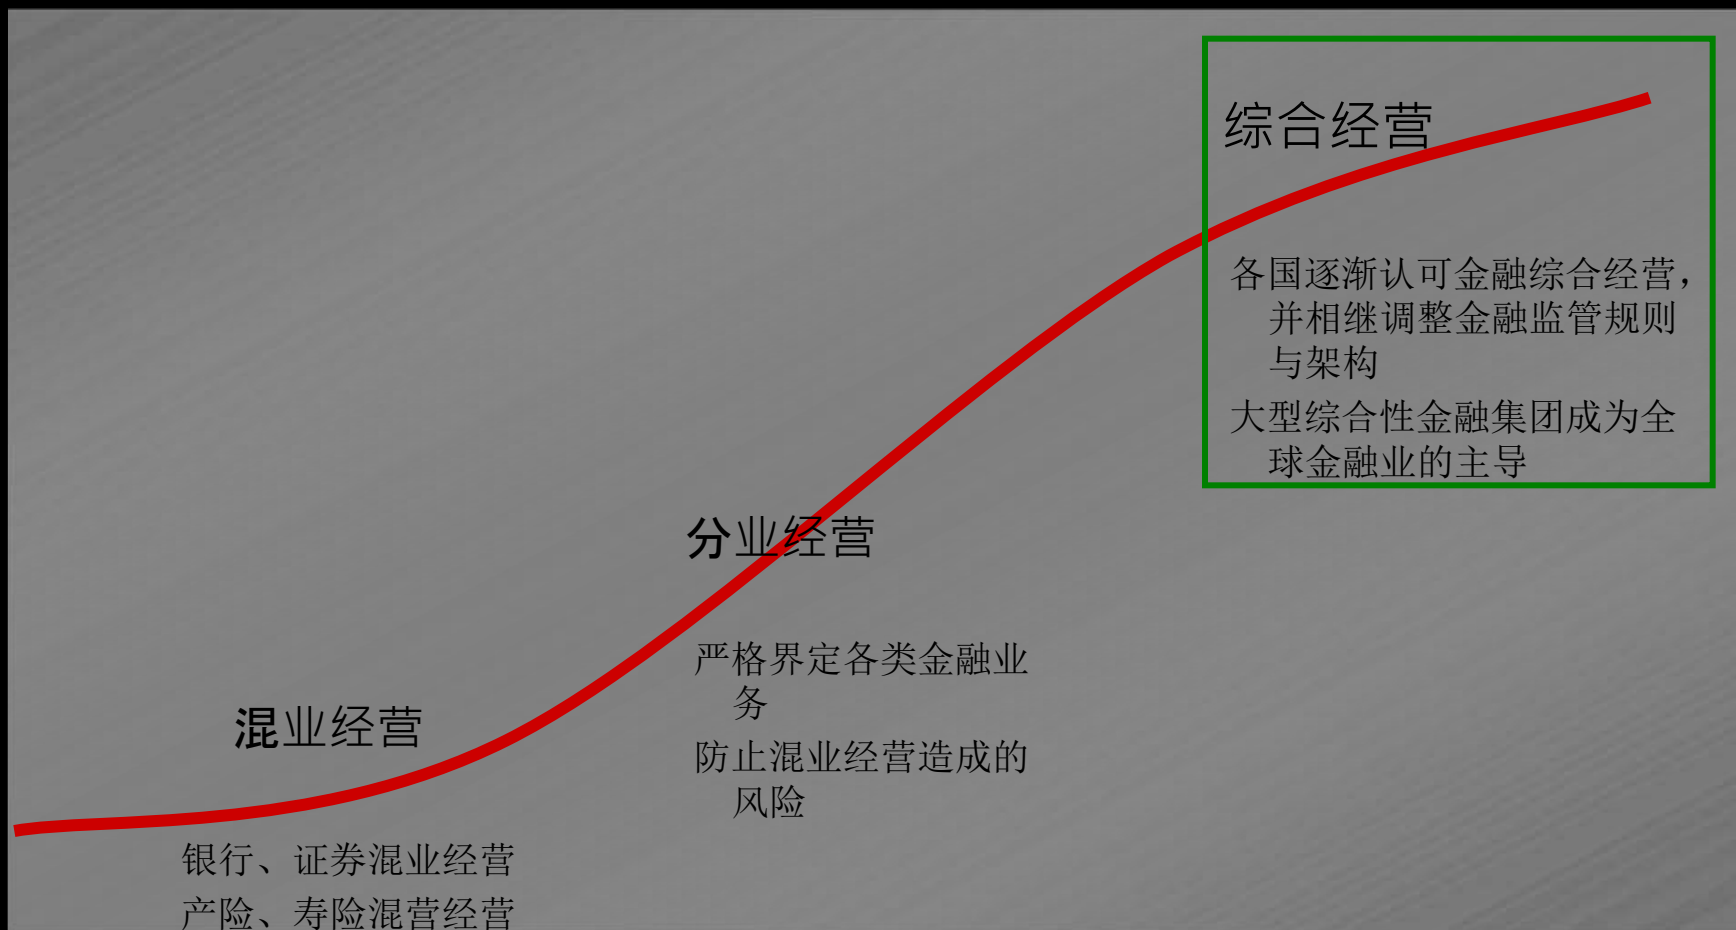 综合经营
各国逐渐认可金融综合经营，
并相继调整金融监管规则
与架构
大型综合性金融集团成为全
球金融业的主导
分业经营
严格界定各类金融业
务
防止混业经营造成的
风险
混业经营
银行、证券混业经营
产险、寿险混营经营